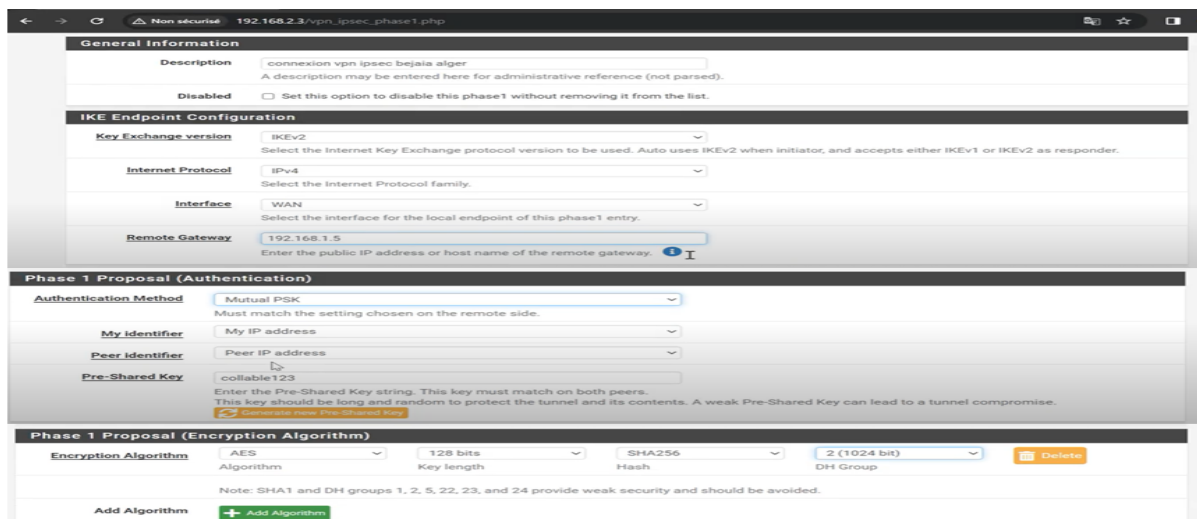 Non sécurisé 192.168.2.3/vpn_ipsec_phase1.php
General Information
Description connexion vpn ipsec bejaia alger
A description may be entered here for administrative reference (not parsed).
Disabled Set this option to disable this phase1 without removing it from the list.
IKE Endpoint Configuration
Key Exchange version IKEv2
Select the Internet Key Exchange protocol version to be used. Auto uses IKEv2 when initiator, and accepts either IKEv1 or IKEv2 as responder.
Internet Protocol IPv4
Select the Internet Protocol family.
Interface WAN
Select the interface for the local endpoint of this phase1 entry.
Remote Gateway 192.168.1.5
Enter the public IP address or host name of the remote gateway.
Phase 1 Proposal (Authentication)
Authentication Method Mutual PSK
Must match the setting chosen on the remote side.
My identifier My IP address
Peer identifier Peer IP address
Pre-Shared Key collable123
Enter the Pre-Shared Key string. This key must match on both peers.
This key should be long and random to protect the tunnel and its contents. A weak Pre-Shared Key can lead to a tunnel compromise.
Generate new Pre-Shared Key
Phase 1 Proposal (Encryption Algorithm)
Encryption Algorithm AES 128 bits SHA256 2 (1024 bit) Delete
Algorithm Key length Hash DH Group
Note: SHA1 and DH groups 1, 2, 5, 22, 23, and 24 provide weak security and should be avoided.
Add Algorithm Add Algorithm